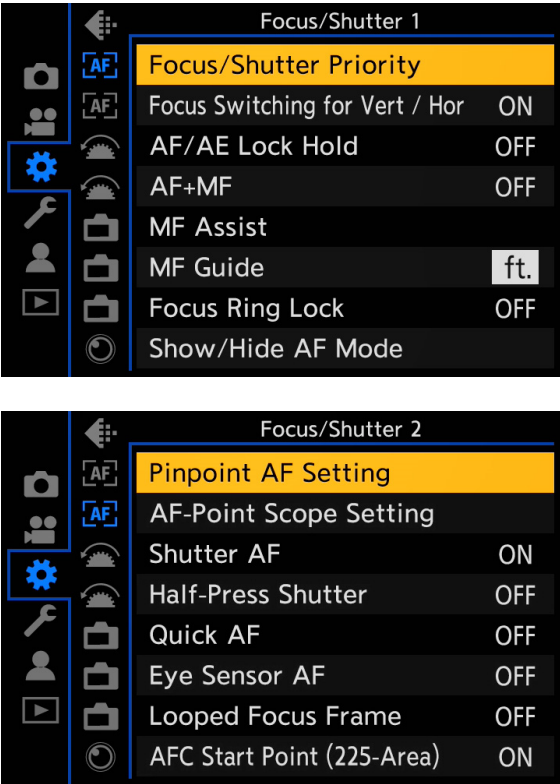 Focus/Shutter 1
AF
Focus/Shutter Priority
AF
Focus Switching for Vert / Hor ON
AF/AE Lock Hold OFF
AF+MF OFF
MF Assist
MF Guide ft.
Focus Ring Lock OFF
Show/Hide AF Mode
Focus/Shutter 2
AF
Pinpoint AF Setting
AF
AF-Point Scope Setting
Shutter AF ON
Half-Press Shutter OFF
Quick AF OFF
Eye Sensor AF OFF
Looped Focus Frame OFF
AFC Start Point (225-Area) ON